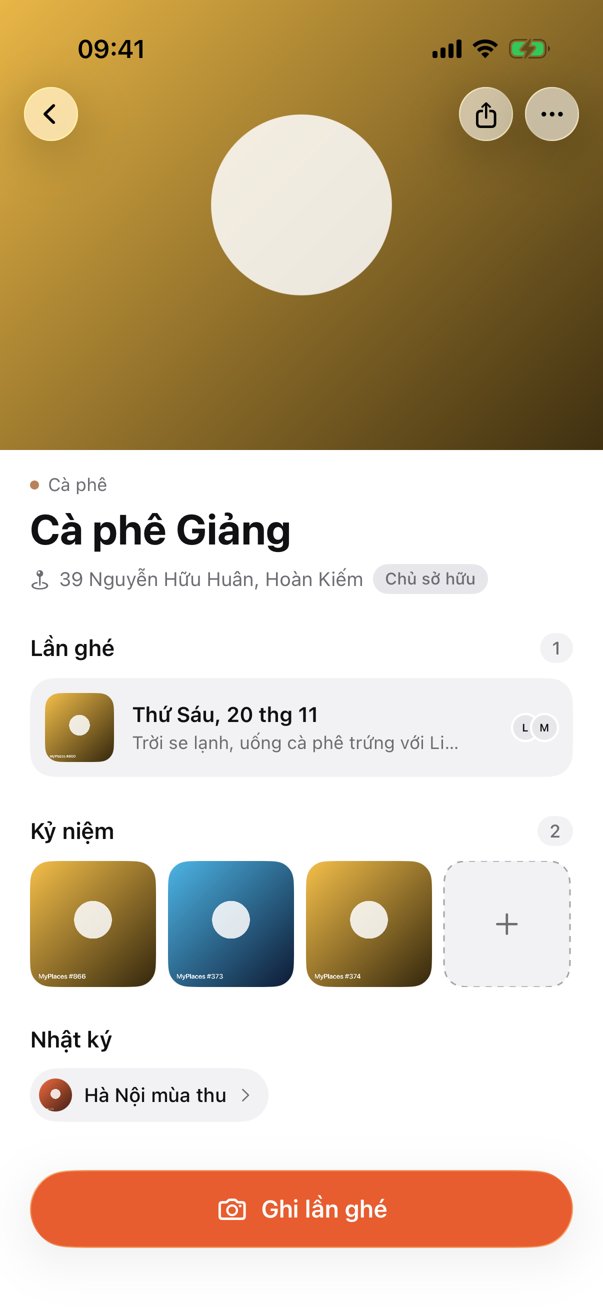 09:41
Cà phê
Cà phê Giảng
39 Nguyễn Hữu Huân, Hoàn Kiếm
Chủ sở hữu
Lần ghé
1
Thứ Sáu, 20 thg 11
Trời se lạnh, uống cà phê trứng với Li...
L M
Kỷ niệm
2
MyPlaces #866
MyPlaces #373
MyPlaces #374
Nhật ký
Hà Nội mùa thu
Ghi lần ghé